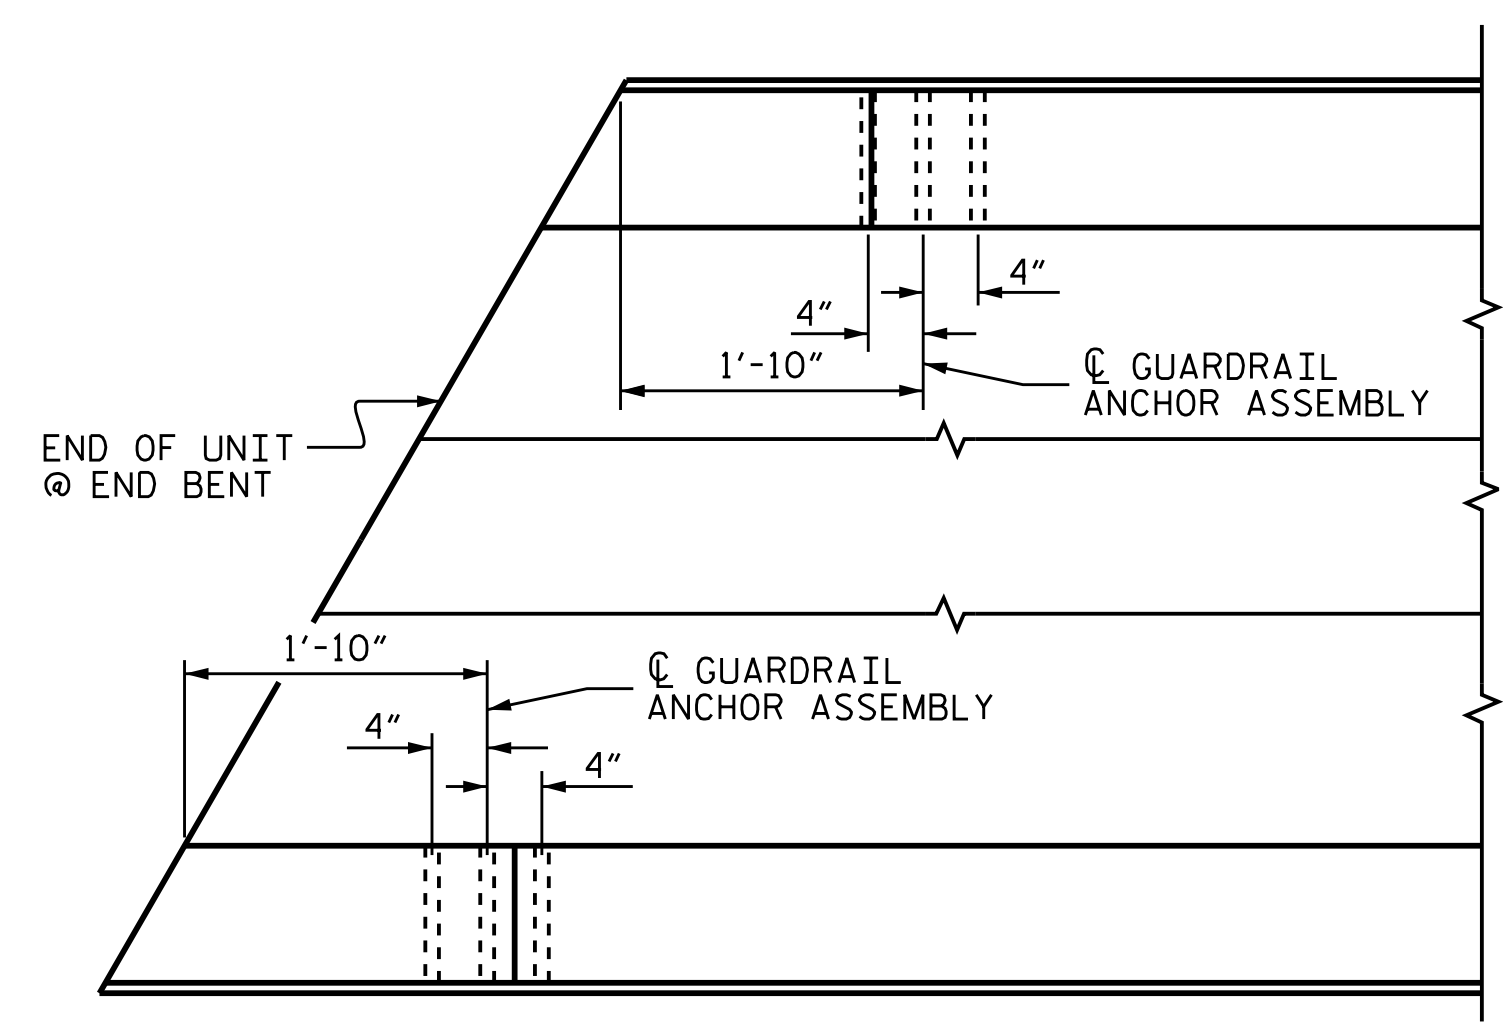 4"
4"
1'-10"
℄ GUARDRAIL
ANCHOR ASSEMBLY
END OF UNIT
@ END BENT
1'-10"
℄ GUARDRAIL
ANCHOR ASSEMBLY
4"
4"